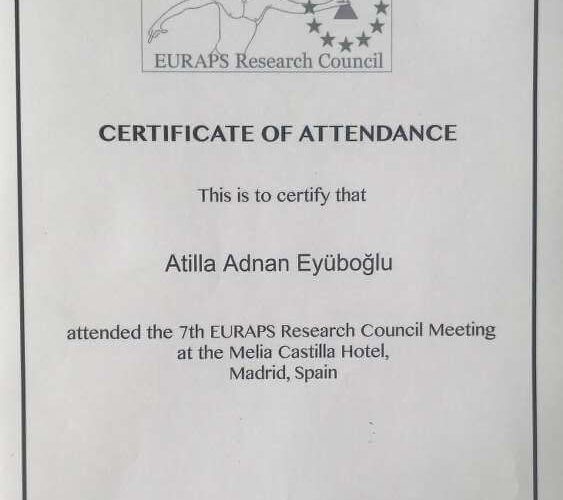 EURAPS Research Council
CERTIFICATE OF ATTENDANCE
This is to certify that
Atilla Adnan Eyüboğlu
attended the 7th EURAPS Research Council Meeting
at the Melia Castilla Hotel,
Madrid, Spain